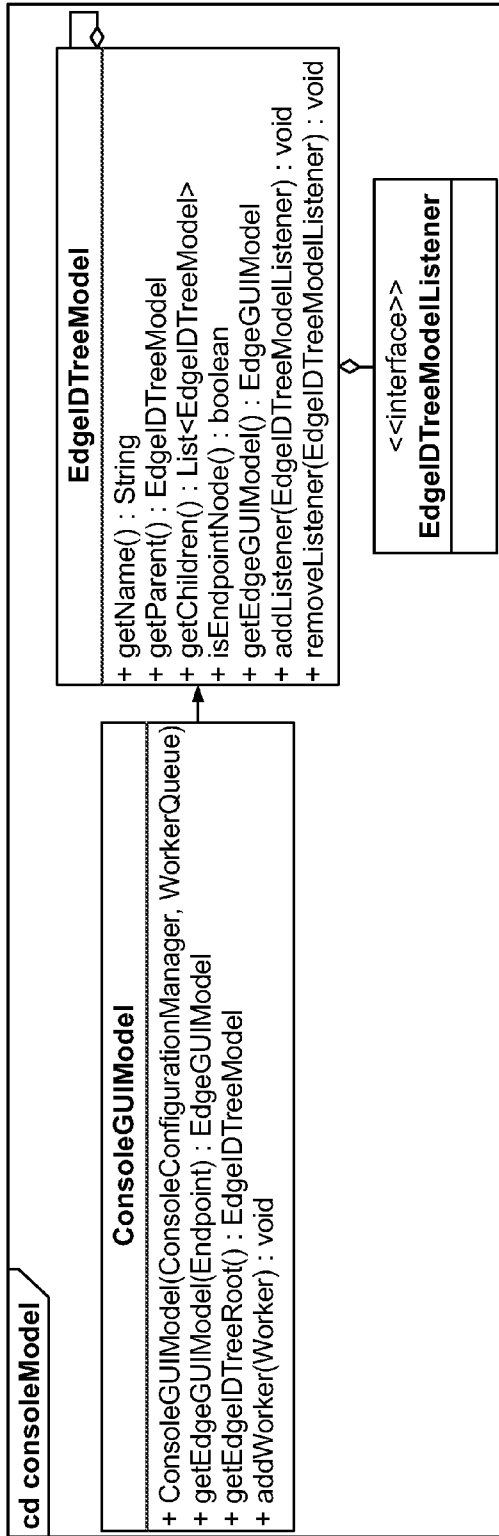 cd consoleModel
ConsoleGUIModel
+ ConsoleGUIModel(ConsoleConfigurationManager, WorkerQueue)
+ getEdgeGUIModel(Endpoint) : EdgeGUIModel
+ getEdgeIDTreeRoot() : EdgeIDTreeModel
+ addWorker(Worker) : void
EdgeIDTreeModel
+ getName() : String
+ getParent() : EdgeIDTreeModel
+ getChildren() : List<EdgeIDTreeModel>
+ isEndpointNode() : boolean
+ getEdgeGUIModel() : EdgeGUIModel
+ addListener(EdgeIDTreeModelListener) : void
+ removeListener(EdgeIDTreeModelListener) : void
<<interface>>
EdgeIDTreeModelListener